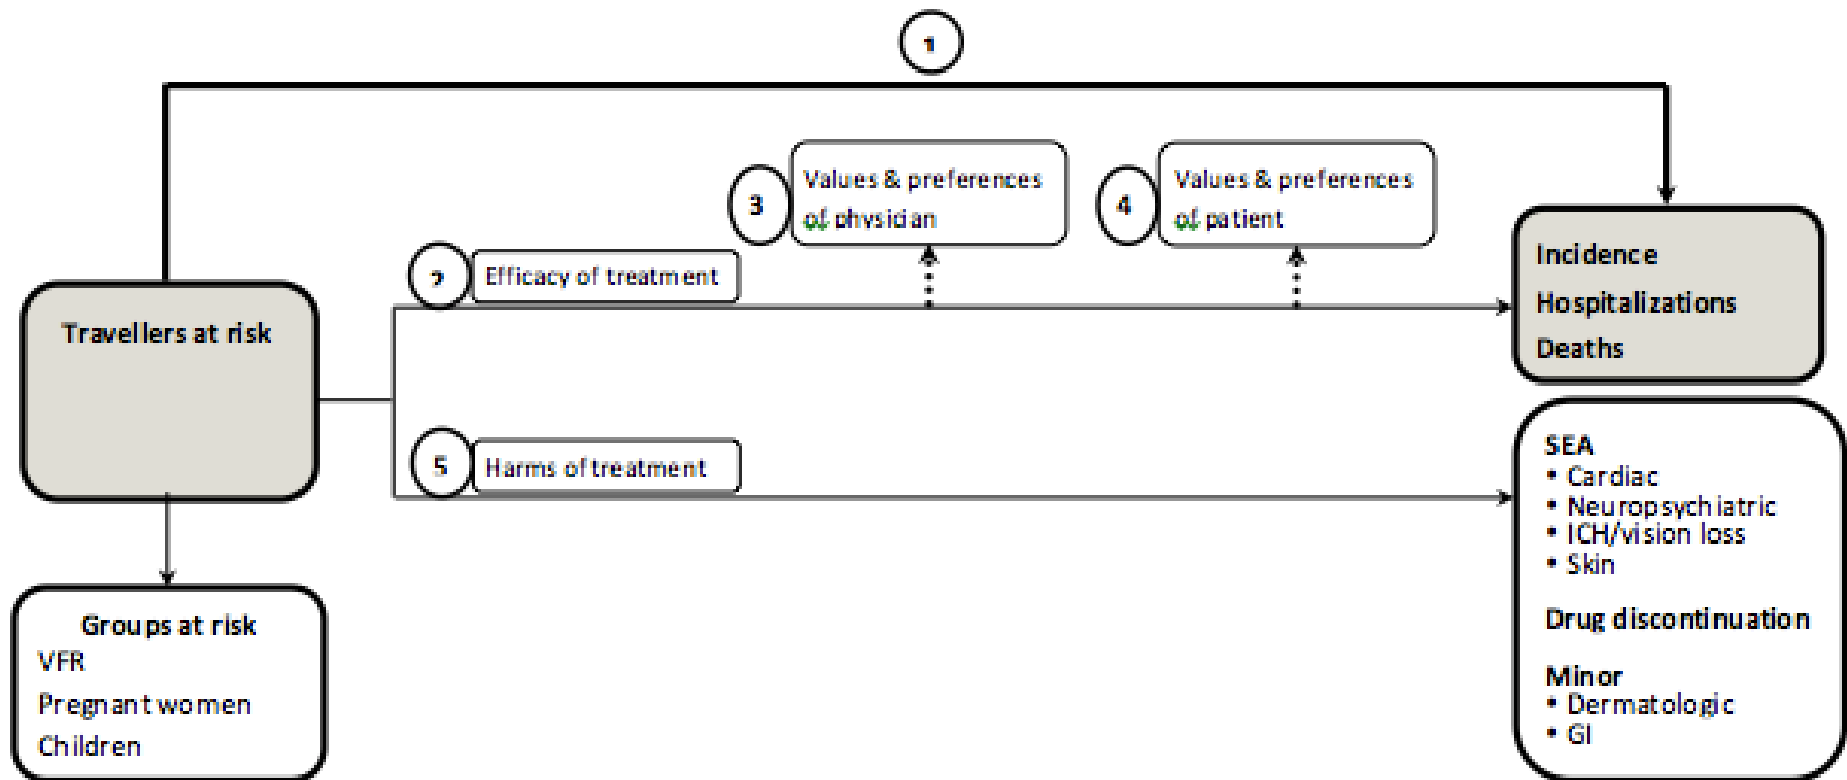 1
3
Values & preferences
of physician
4
Values & preferences
of patient
2
Efficacy of treatment
Travellers at risk
Incidence
Hospitalizations
Deaths
5
Harms of treatment
SEA
• Cardiac
• Neuropsychiatric
• ICH/vision loss
• Skin
Drug discontinuation
Minor
• Dermatologic
• GI
Groups at risk
VFR
Pregnant women
Children